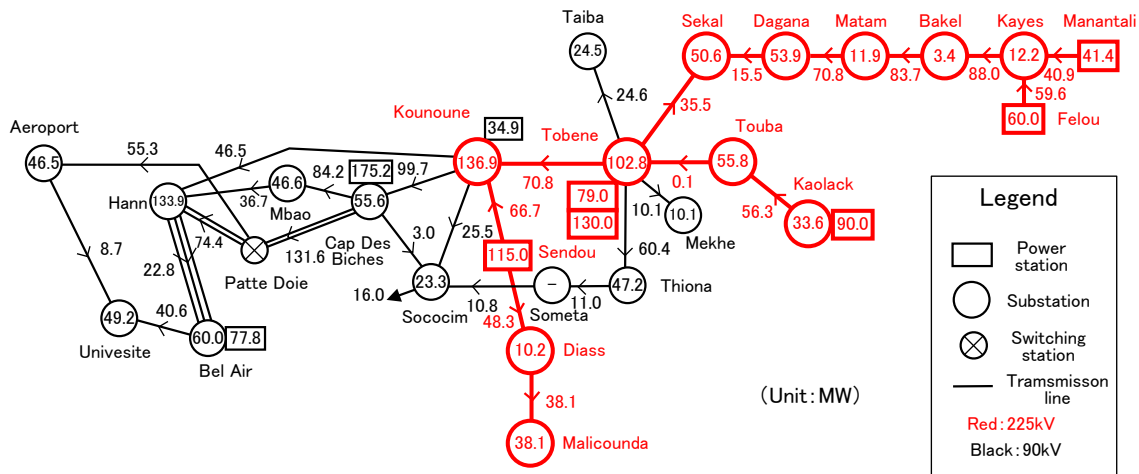 Taiba
24.5
24.6
Sekal
50.6
35.5
15.5
Dagana
53.9
70.8
Matam
11.9
83.7
Bakel
3.4
88.0
Kayes
12.2
40.9
59.6
Manantali
41.4
60.0
Felou
Aeroport
46.5
55.3
46.5
Kounoune
34.9
136.9
Tobene
102.8
70.8
79.0
130.0
Touba
55.8
0.1
Kaolack
56.3
33.6
90.0
175.2
99.7
84.2
46.6
Mbao
36.7
55.6
Hann
133.9
74.4
Patte Doie
131.6
Cap Des
Biches
3.0
25.5
66.7
115.0
Sendou
10.1
10.1
Mekhe
60.4
47.2
Thiona
11.0
–
Someta
10.8
23.3
Sococim
16.0
48.3
10.2
Diass
38.1
38.1
Malicounda
8.7
22.8
49.2
Univesite
40.6
60.0
77.8
Bel Air
(Unit:MW)
Legend
Power
station
Substation
Switching
station
Tramsmisson
line
Red:225kV
Black:90kV